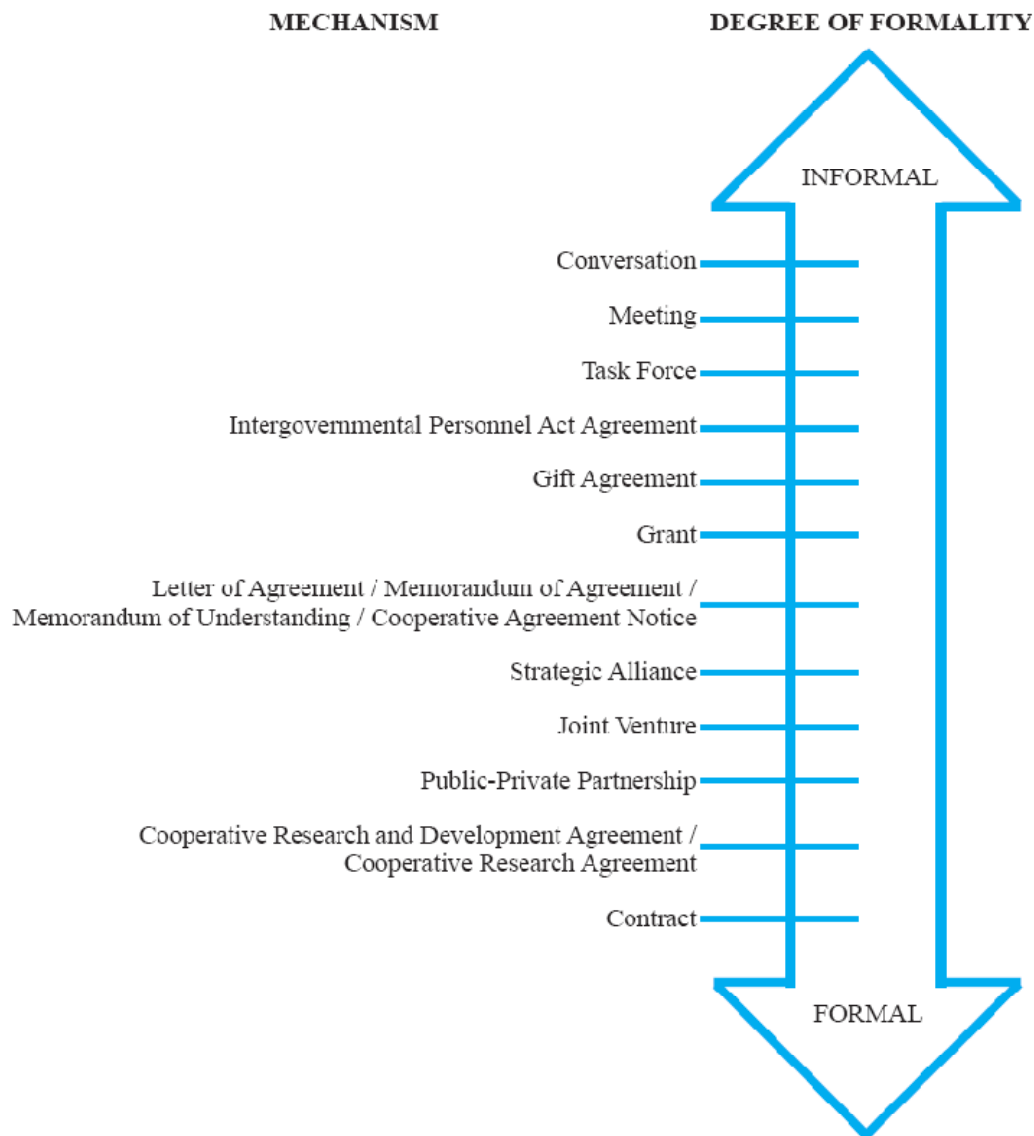 MECHANISM
DEGREE OF FORMALITY
INFORMAL
Conversation
Meeting
Task Force
Intergovernmental Personnel Act Agreement
Gift Agreement
Grant
Letter of Agreement / Memorandum of Agreement /
Memorandum of Understanding / Cooperative Agreement Notice
Strategic Alliance
Joint Venture
Public-Private Partnership
Cooperative Research and Development Agreement /
Cooperative Research Agreement
Contract
FORMAL